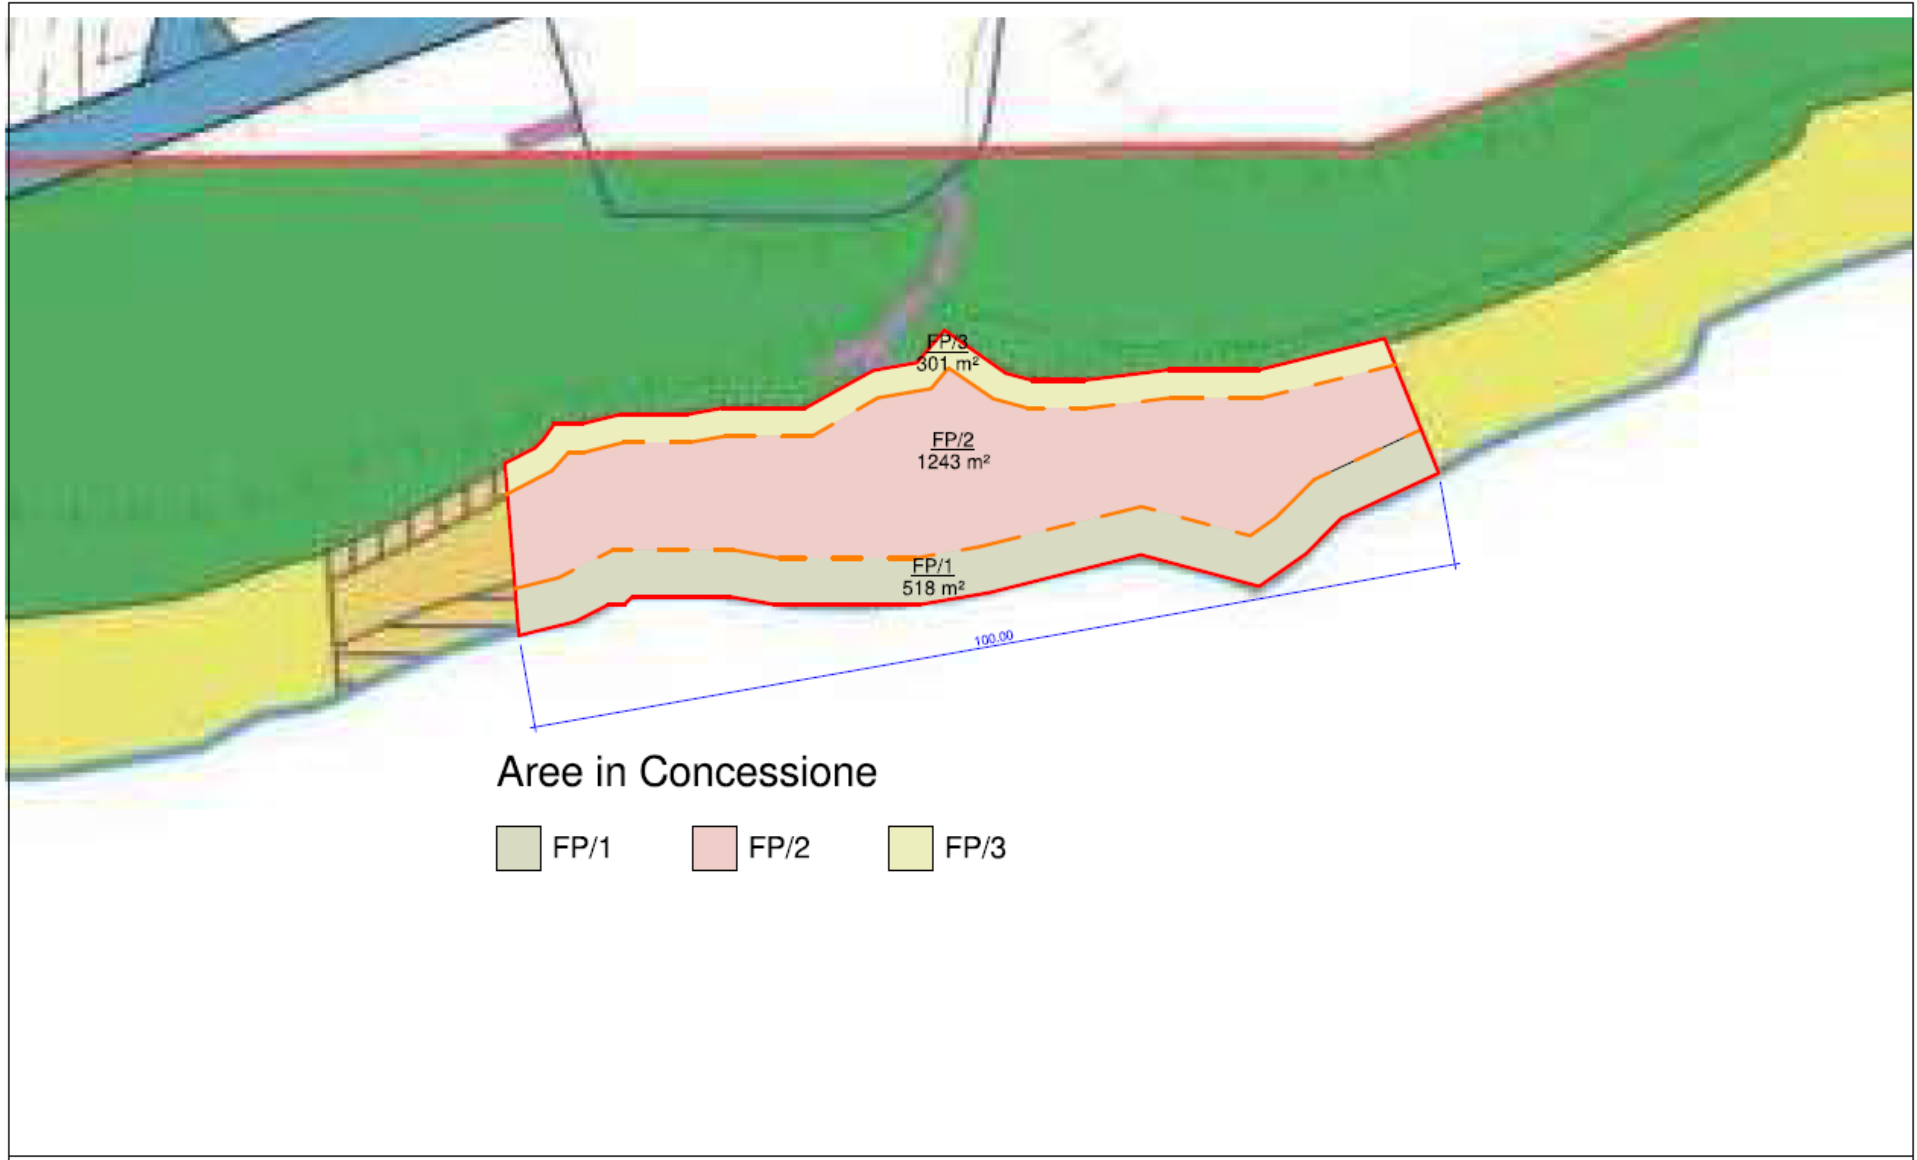 FP/3
301 m²
FP/2
1243 m²
FP/1
518 m²
100.00
Aree in Concessione
FP/1
FP/2
FP/3